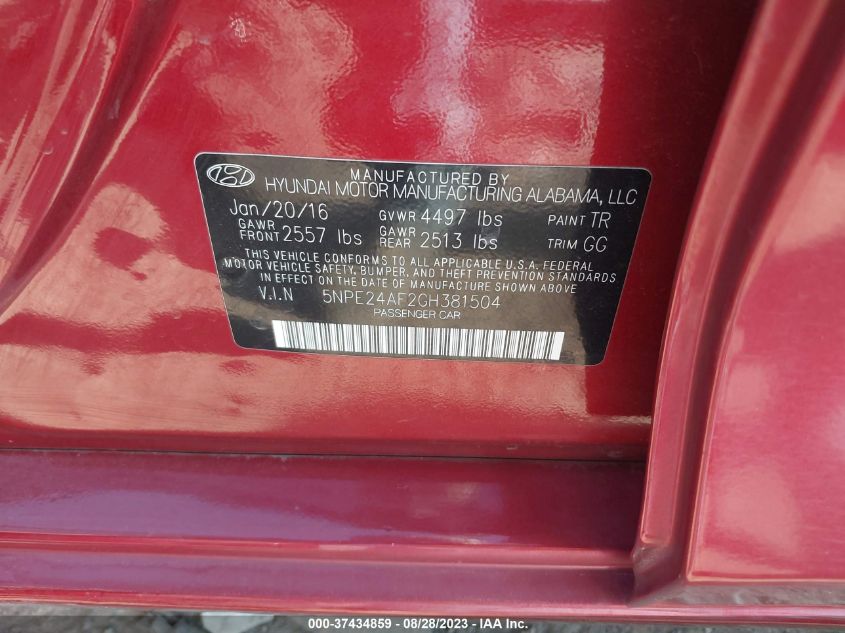 MANUFACTURED BY
HYUNDAI MOTOR MANUFACTURING ALABAMA, LLC
Jan/20/16 GVWR 4497 lbs PAINT TR
GAWR FRONT 2557 lbs GAWR REAR 2513 lbs TRIM GG
THIS VEHICLE CONFORMS TO ALL APPLICABLE U.S.A. FEDERAL
MOTOR VEHICLE SAFETY, BUMPER, AND THEFT PREVENTION STANDARDS
IN EFFECT ON THE DATE OF MANUFACTURE SHOWN ABOVE.
V.I.N 5NPE24AF2GH381504
PASSENGER CAR
000-37434859 - 08/28/2023 - IAA Inc.